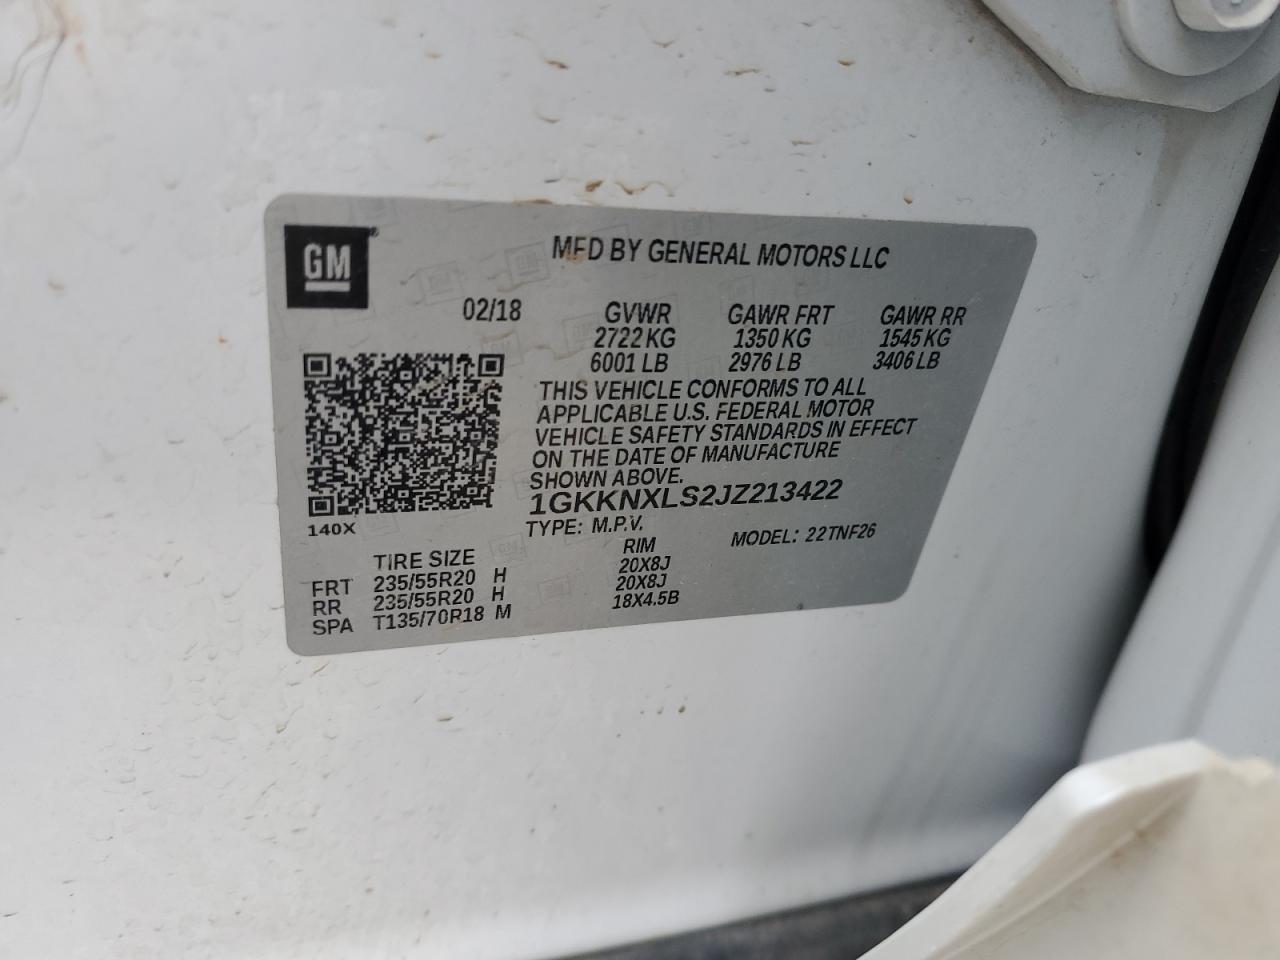 GM
MFD BY GENERAL MOTORS LLC
02/18 GVWR GAWR FRT GAWR RR
2722 KG 1350 KG 1545 KG
6001 LB 2976 LB 3406 LB
THIS VEHICLE CONFORMS TO ALL
APPLICABLE U.S. FEDERAL MOTOR
VEHICLE SAFETY STANDARDS IN EFFECT
ON THE DATE OF MANUFACTURE
SHOWN ABOVE.
1GKKNXLS2JZ213422
140X
TYPE: M.P.V. MODEL: 22TNF26
TIRE SIZE RIM
FRT 235/55R20 H 20X8J
RR 235/55R20 H 20X8J
SPA T135/70R18 M 18X4.5B